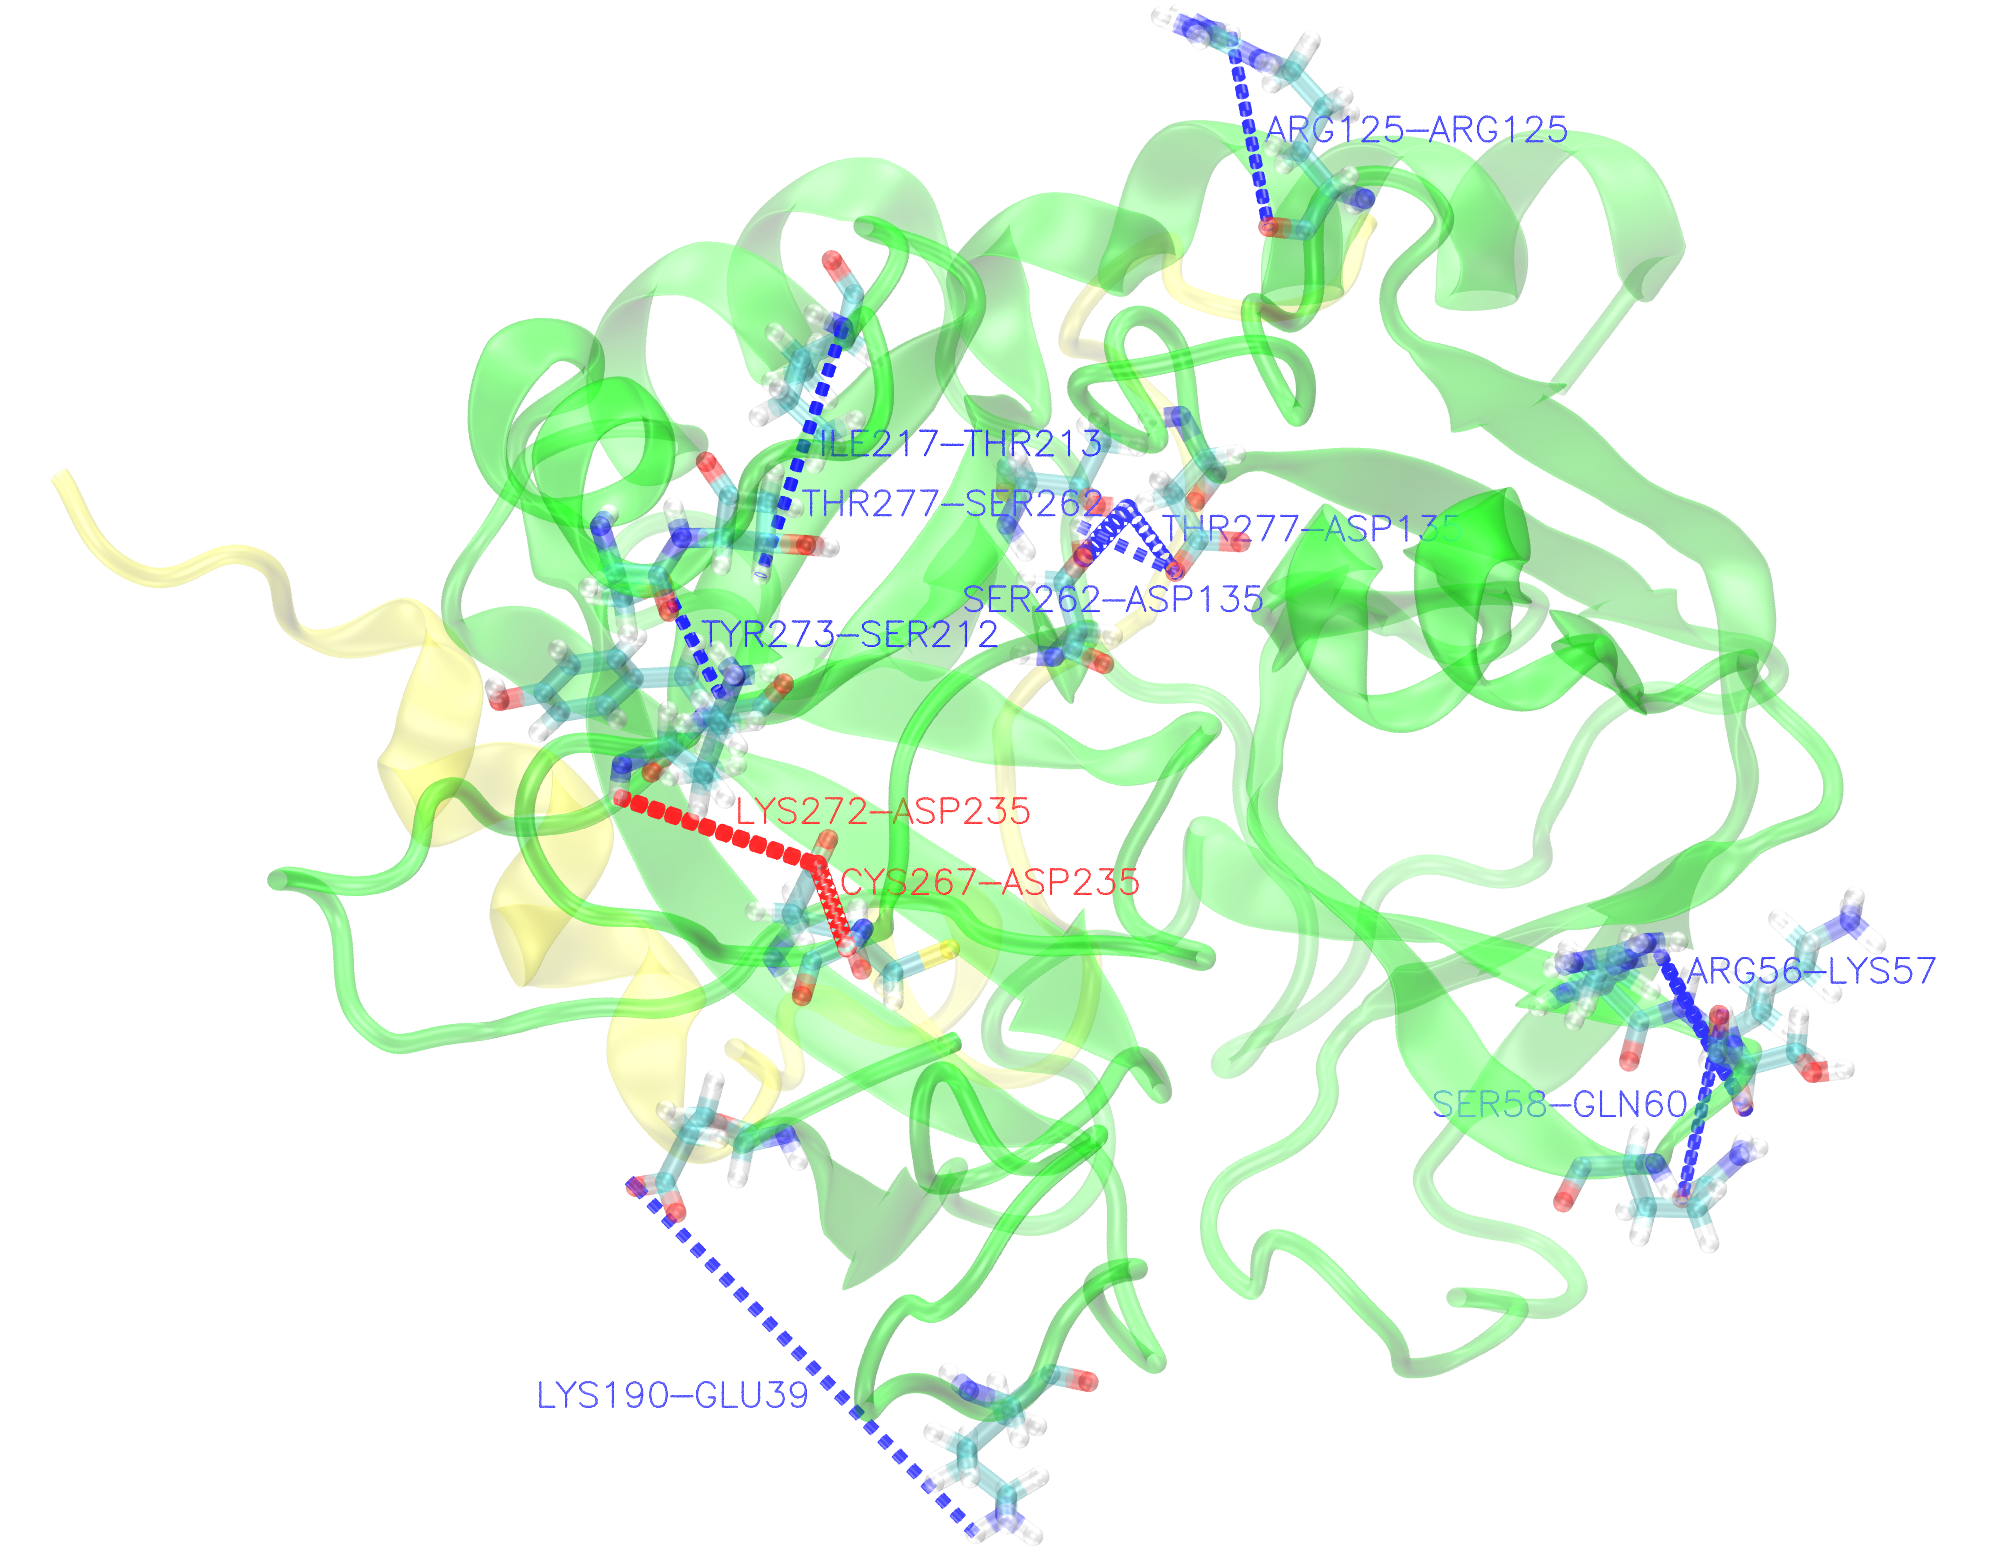 ARG125-ARG125
ILE217-THR213
THR277-SER262
THR277-ASP135
SER262-ASP135
TYR273-SER212
LYS272-ASP235
CYS267-ASP235
ARG56-LYS57
SER58-GLN60
LYS190-GLU39